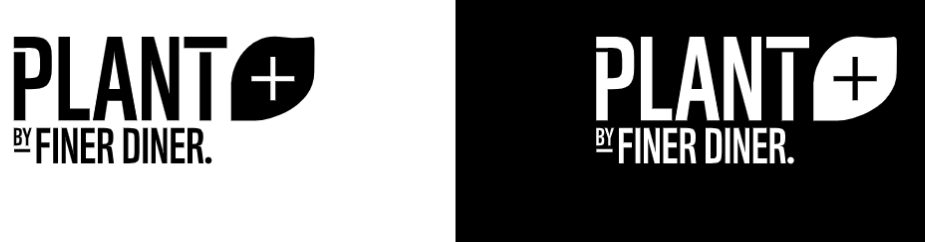 PLANT +
BY FINER DINER.
PLANT +
BY FINER DINER.